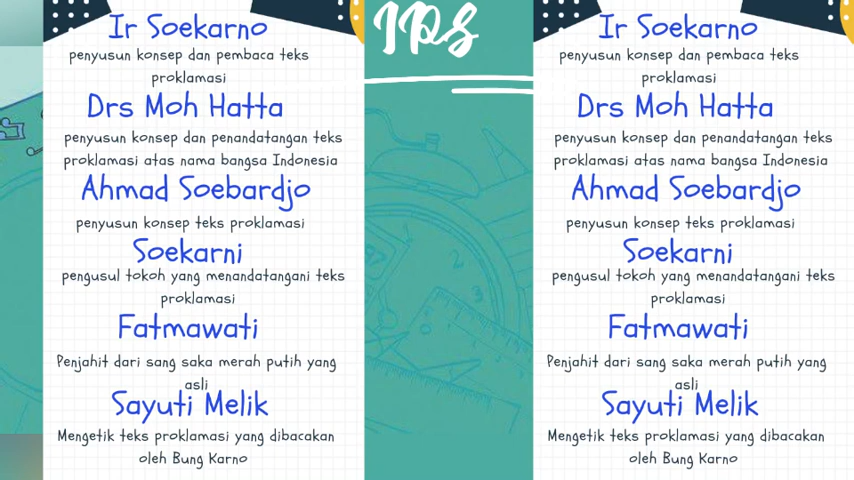 Ir Soekarno
penyusun konsep dan pembaca teks
proklamasi
Drs Moh Hatta
penyusun konsep dan penandatangan teks
proklamasi atas nama bangsa Indonesia
Ahmad Soebardjo
penyusun konsep teks proklamasi
Soekarni
pengusul tokoh yang menandatangani teks
proklamasi
Fatmawati
Penjahit dari sang saka merah putih yang
asli
Sayuti Melik
Mengetik teks proklamasi yang dibacakan
oleh Bung Karno
IPS
Ir Soekarno
penyusun konsep dan pembaca teks
proklamasi
Drs Moh Hatta
penyusun konsep dan penandatangan teks
proklamasi atas nama bangsa Indonesia
Ahmad Soebardjo
penyusun konsep teks proklamasi
Soekarni
pengusul tokoh yang menandatangani teks
proklamasi
Fatmawati
Penjahit dari sang saka merah putih yang
asli
Sayuti Melik
Mengetik teks proklamasi yang dibacakan
oleh Bung Karno